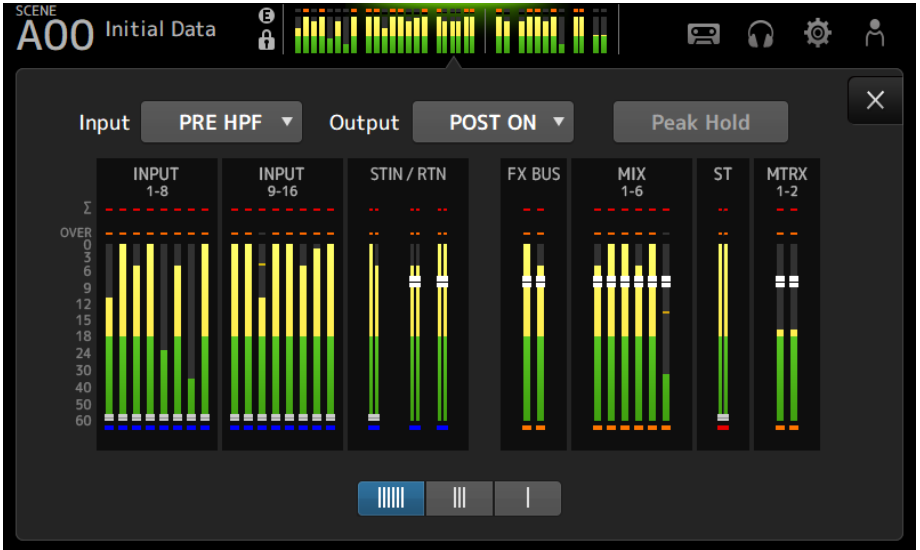 SCENE
A00 Initial Data
E
Input PRE HPF Output POST ON Peak Hold
INPUT 1-8
INPUT 9-16
STIN / RTN
FX BUS
MIX 1-6
ST
MTRX 1-2
Σ
OVER
0
3
6
9
12
15
18
24
30
40
50
60